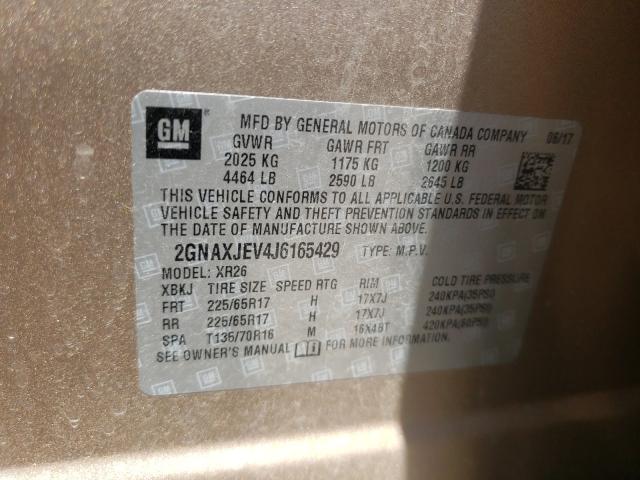 GM MFD BY GENERAL MOTORS OF CANADA COMPANY 06/17
GVWR GAWR FRT GAWR RR
2025 KG 1175 KG 1200 KG
4464 LB 2590 LB 2645 LB
THIS VEHICLE CONFORMS TO ALL APPLICABLE U.S. FEDERAL MOTOR
VEHICLE SAFETY AND THEFT PREVENTION STANDARDS IN EFFECT ON
THE DATE OF MANUFACTURE SHOWN ABOVE.
2GNAXJEV4J6165429 TYPE: M.P.V.
MODEL: XR26
XBKJ TIRE SIZE SPEED RTG RIM COLD TIRE PRESSURE
FRT 225/65R17 H 17X7J 240KPA(35PSI)
RR 225/65R17 H 17X7J 240KPA(35PSI)
SPA T135/70R16 M 16X4BT 420KPA(60PSI)
SEE OWNER'S MANUAL FOR MORE INFORMATION.